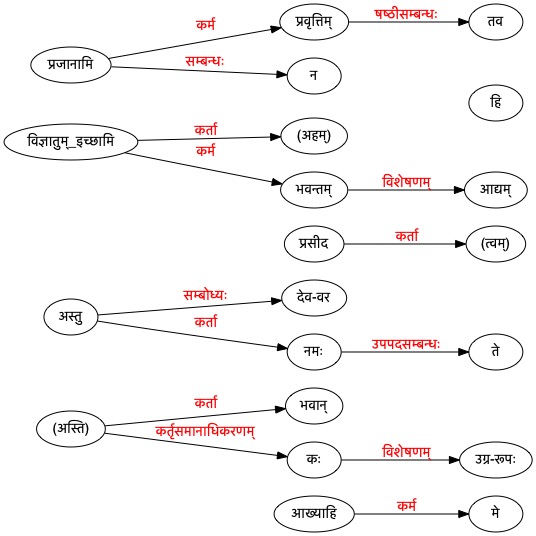 कर्म
प्रवृत्तिम्
षष्ठीसम्बन्धः
तव
प्रजानामि
सम्बन्धः
न
हि
विज्ञातुम्_इच्छामि
कर्ता
(अहम्)
कर्म
भवन्तम्
विशेषणम्
आद्यम्
प्रसीद
कर्ता
(त्वम्)
अस्तु
सम्बोध्यः
देव-वर
कर्ता
नमः
उपपदसम्बन्धः
ते
(अस्ति)
कर्ता
भवान्
कर्तृसमानाधिकरणम्
कः
विशेषणम्
उग्र-रूपः
आख्याहि
कर्म
मे